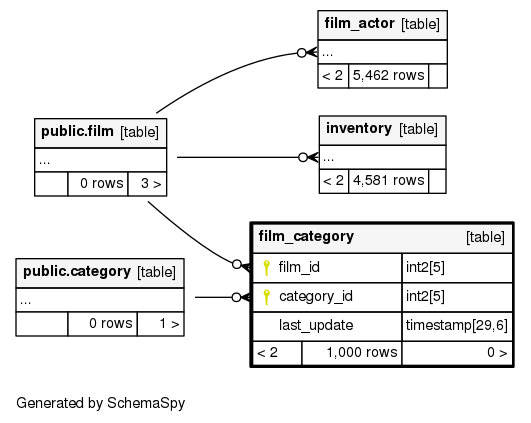 film_actor [table]
...
< 2 5,462 rows
public.film [table]
...
0 rows 3 >
inventory [table]
...
< 2 4,581 rows
film_category [table]
film_id int2[5]
category_id int2[5]
last_update timestamp[29,6]
< 2 1,000 rows 0 >
public.category [table]
...
0 rows 1 >
Generated by SchemaSpy